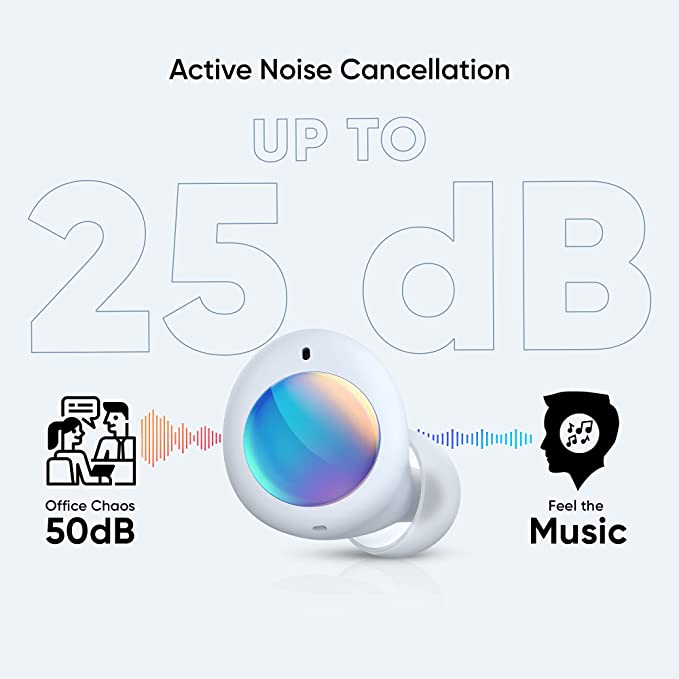 Active Noise Cancellation
UP TO
25 dB
Office Chaos
50dB
Feel the
Music